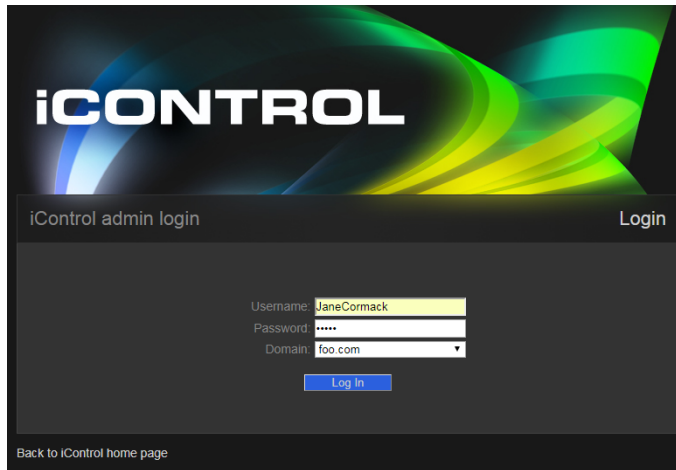 iCONTROL
iControl admin login
Login
Username: JaneCormack
Password: •••••
Domain: foo.com
Log In
Back to iControl home page